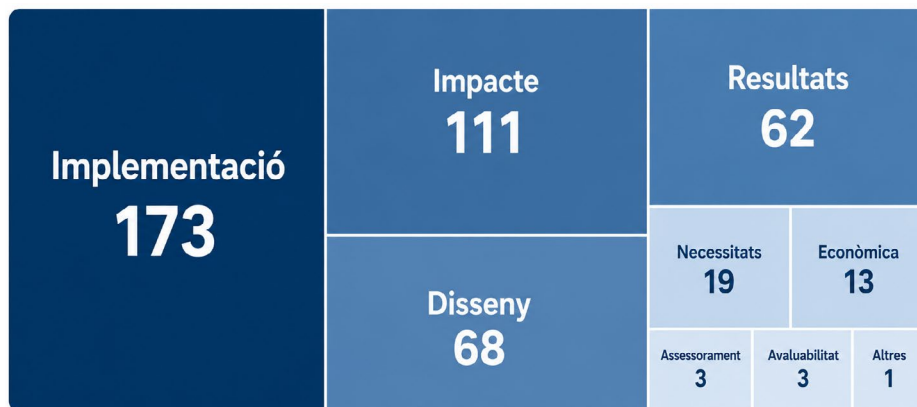 Implementació
173
Impacte
111
Disseny
68
Resultats
62
Necessitats
19
Econòmica
13
Assessorament
3
Avaluabilitat
3
Altres
1